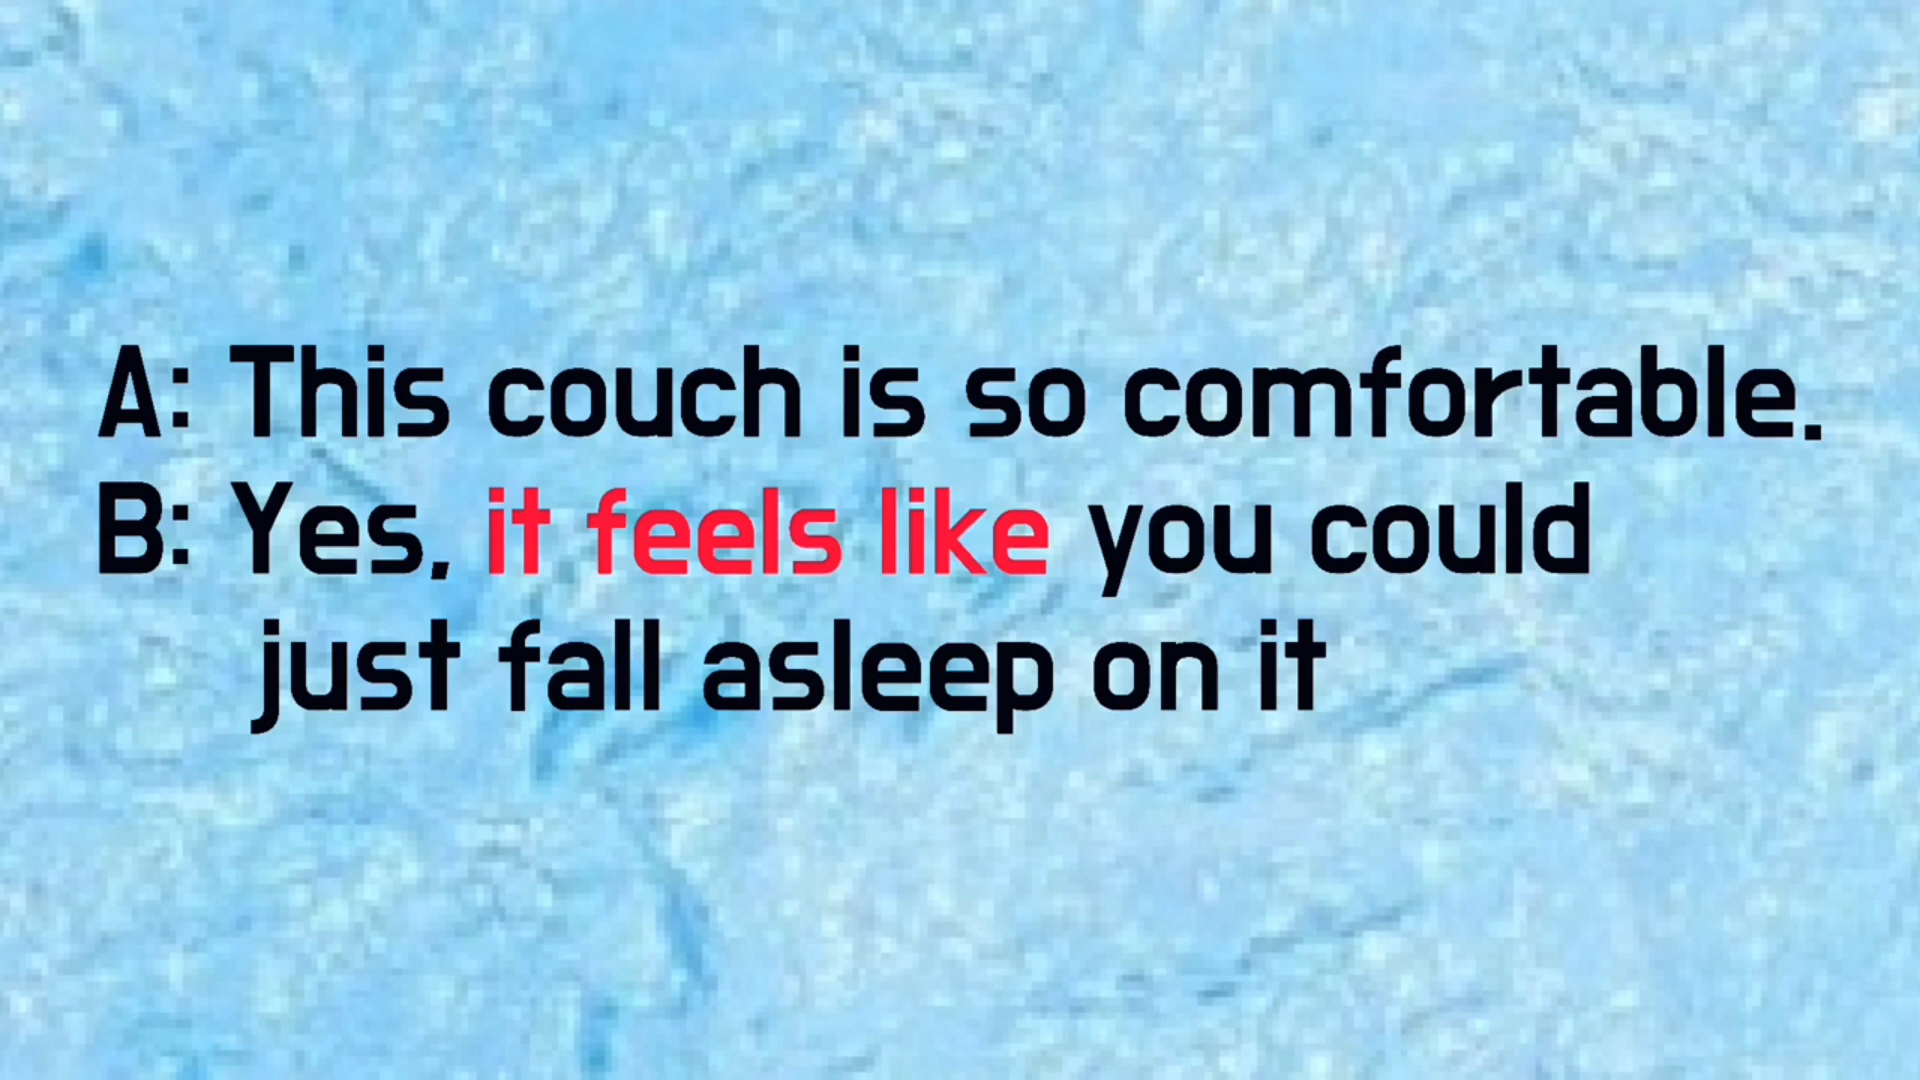 A: This couch is so comfortable.
B: Yes, it feels like you could
just fall asleep on it